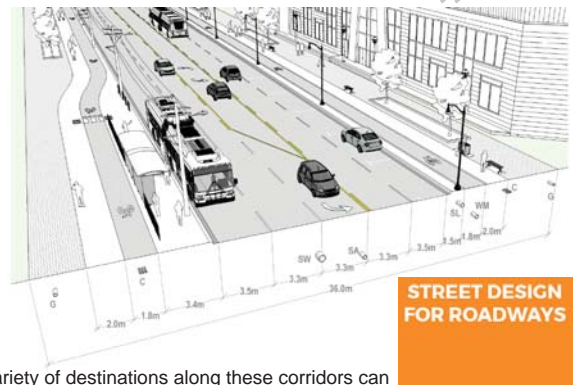 SL
WM
C
G
2.0m
1.8m
1.5m
3.5m
3.3m
3.3m
SA
SW
3.3m
3.5m
3.4m
1.8m
2.0m
36.0m
C
G
STREET DESIGN
FOR ROADWAYS
ariety of destinations along these corridors can